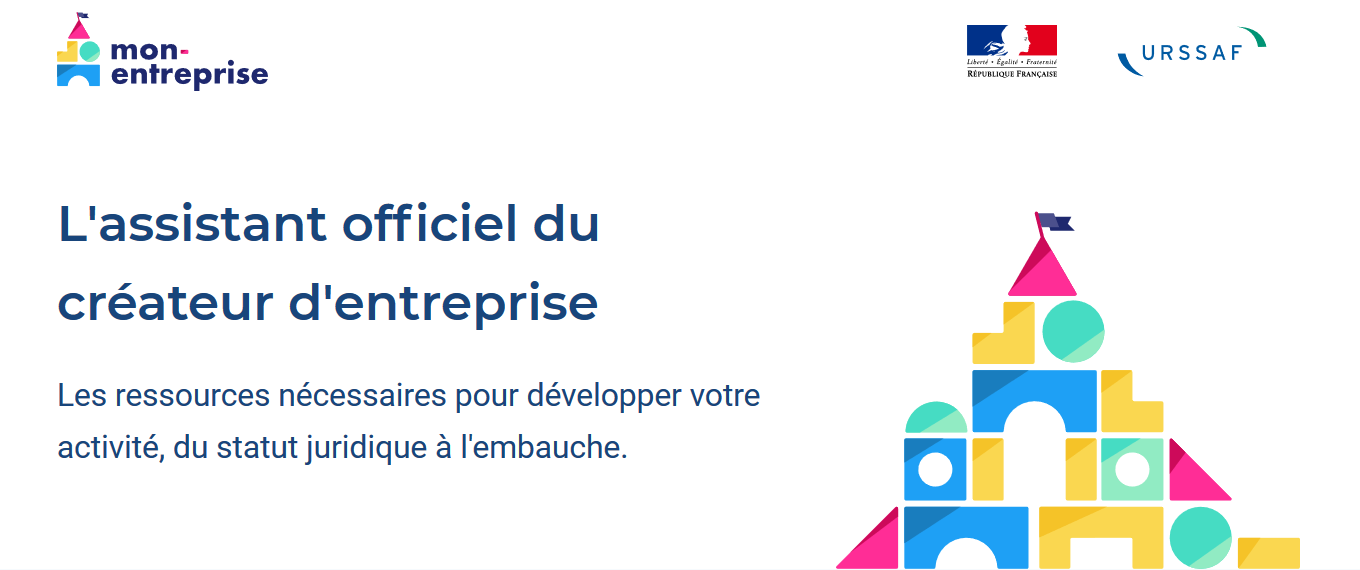 mon-
entreprise
Liberté • Égalité • Fraternité
RÉPUBLIQUE FRANÇAISE
URSSAF
L'assistant officiel du
créateur d'entreprise
Les ressources nécessaires pour développer votre
activité, du statut juridique à l'embauche.